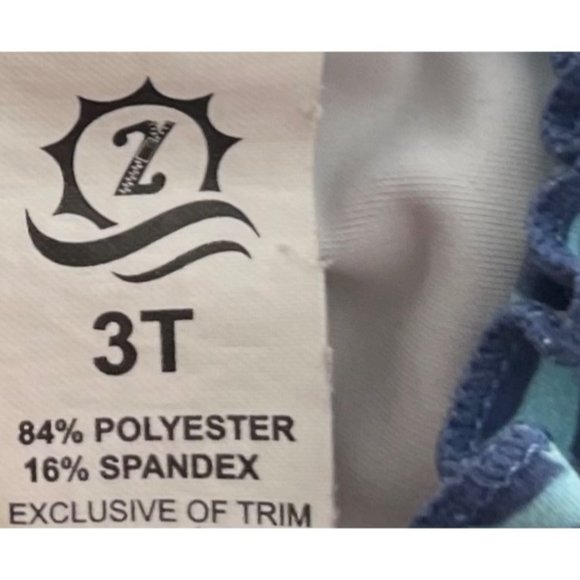 Z
3T
84% POLYESTER
16% SPANDEX
EXCLUSIVE OF TRIM